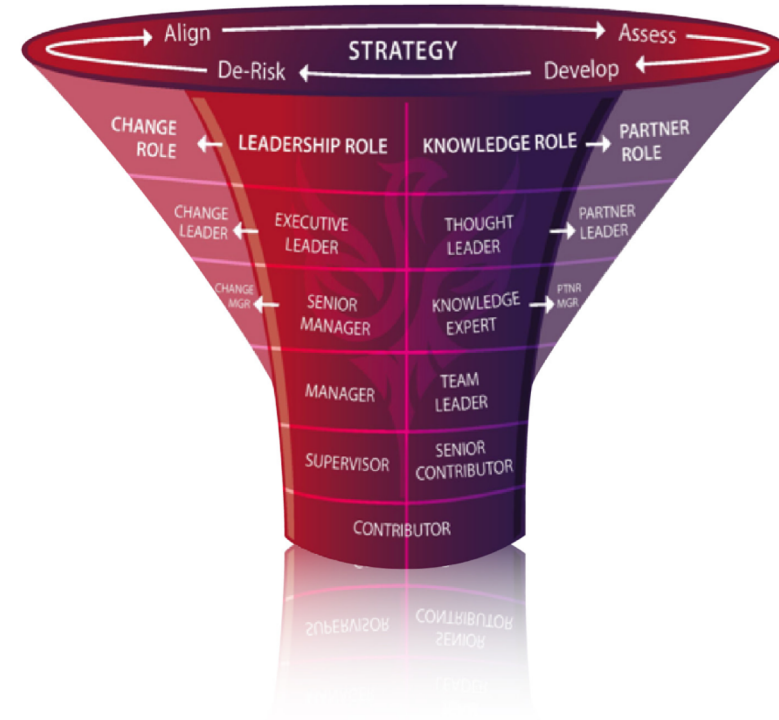 Align
Assess
STRATEGY
De-Risk
Develop
CHANGE
ROLE
LEADERSHIP ROLE
KNOWLEDGE ROLE
PARTNER
ROLE
CHANGE
LEADER
EXECUTIVE
LEADER
THOUGHT
LEADER
PARTNER
LEADER
CHANGE
MGR
SENIOR
MANAGER
KNOWLEDGE
EXPERT
PTNR
MGR
MANAGER
TEAM
LEADER
SUPERVISOR
SENIOR
CONTRIBUTOR
CONTRIBUTOR